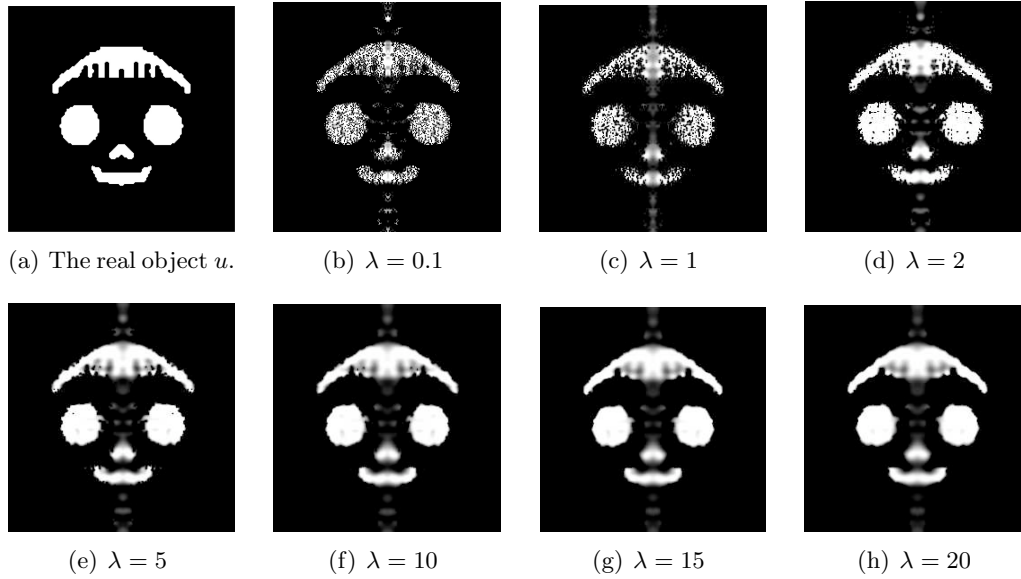 (a) The real object u.
(b) λ = 0.1
(c) λ = 1
(d) λ = 2
(e) λ = 5
(f) λ = 10
(g) λ = 15
(h) λ = 20